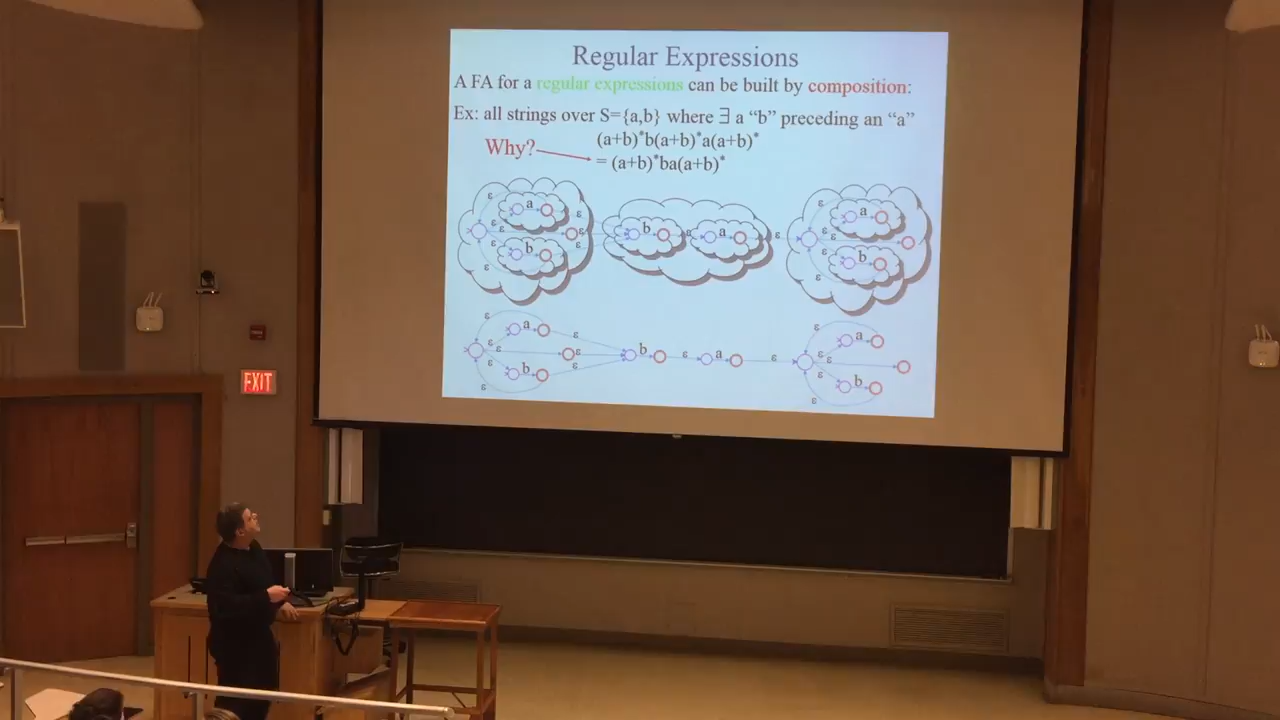 Regular Expressions
A FA for a regular expressions can be built by composition:
Ex: all strings over S={a,b} where ∃ a “b” preceding an “a”
(a+b)*b(a+b)*a(a+b)*
Why?
= (a+b)*ba(a+b)*
ε a ε
ε ε
ε b ε
ε
b ε a ε
ε a
ε ε
ε b
ε
ε a ε
ε ε ε
ε b ε
ε
b ε a ε
ε a
ε ε
ε b
ε
EXIT